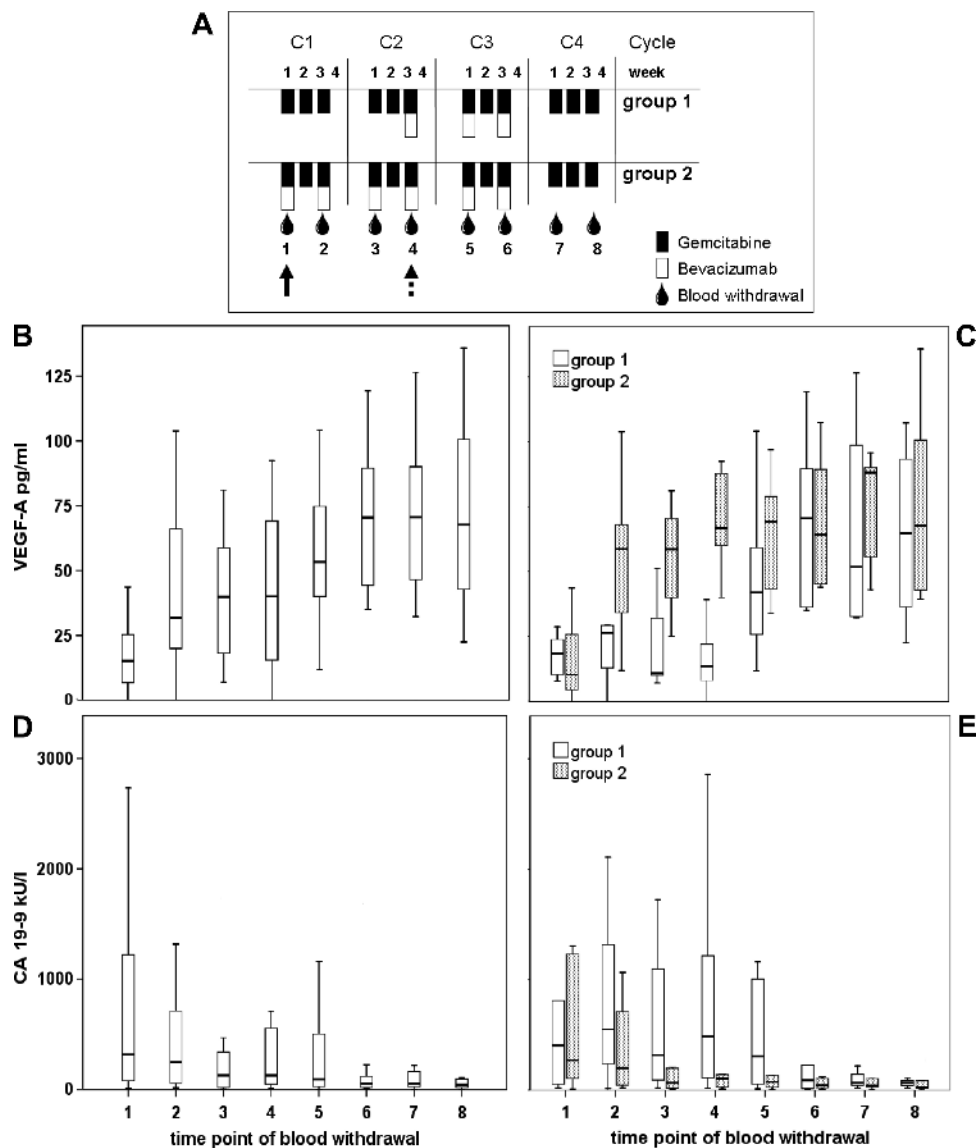 A
C1 C2 C3 C4 Cycle
1 2 3 4 1 2 3 4 1 2 3 4 1 2 3 4 week
group 1
group 2
1 2 3 4 5 6 7 8
Gemcitabine
Bevacizumab
Blood withdrawal
B
VEGF-A pg/ml
125
100
75
50
25
0
C
group 1
group 2
D
CA 19-9 kU/l
3000
2000
1000
0
1 2 3 4 5 6 7 8
time point of blood withdrawal
E
group 1
group 2
1 2 3 4 5 6 7 8
time point of blood withdrawal